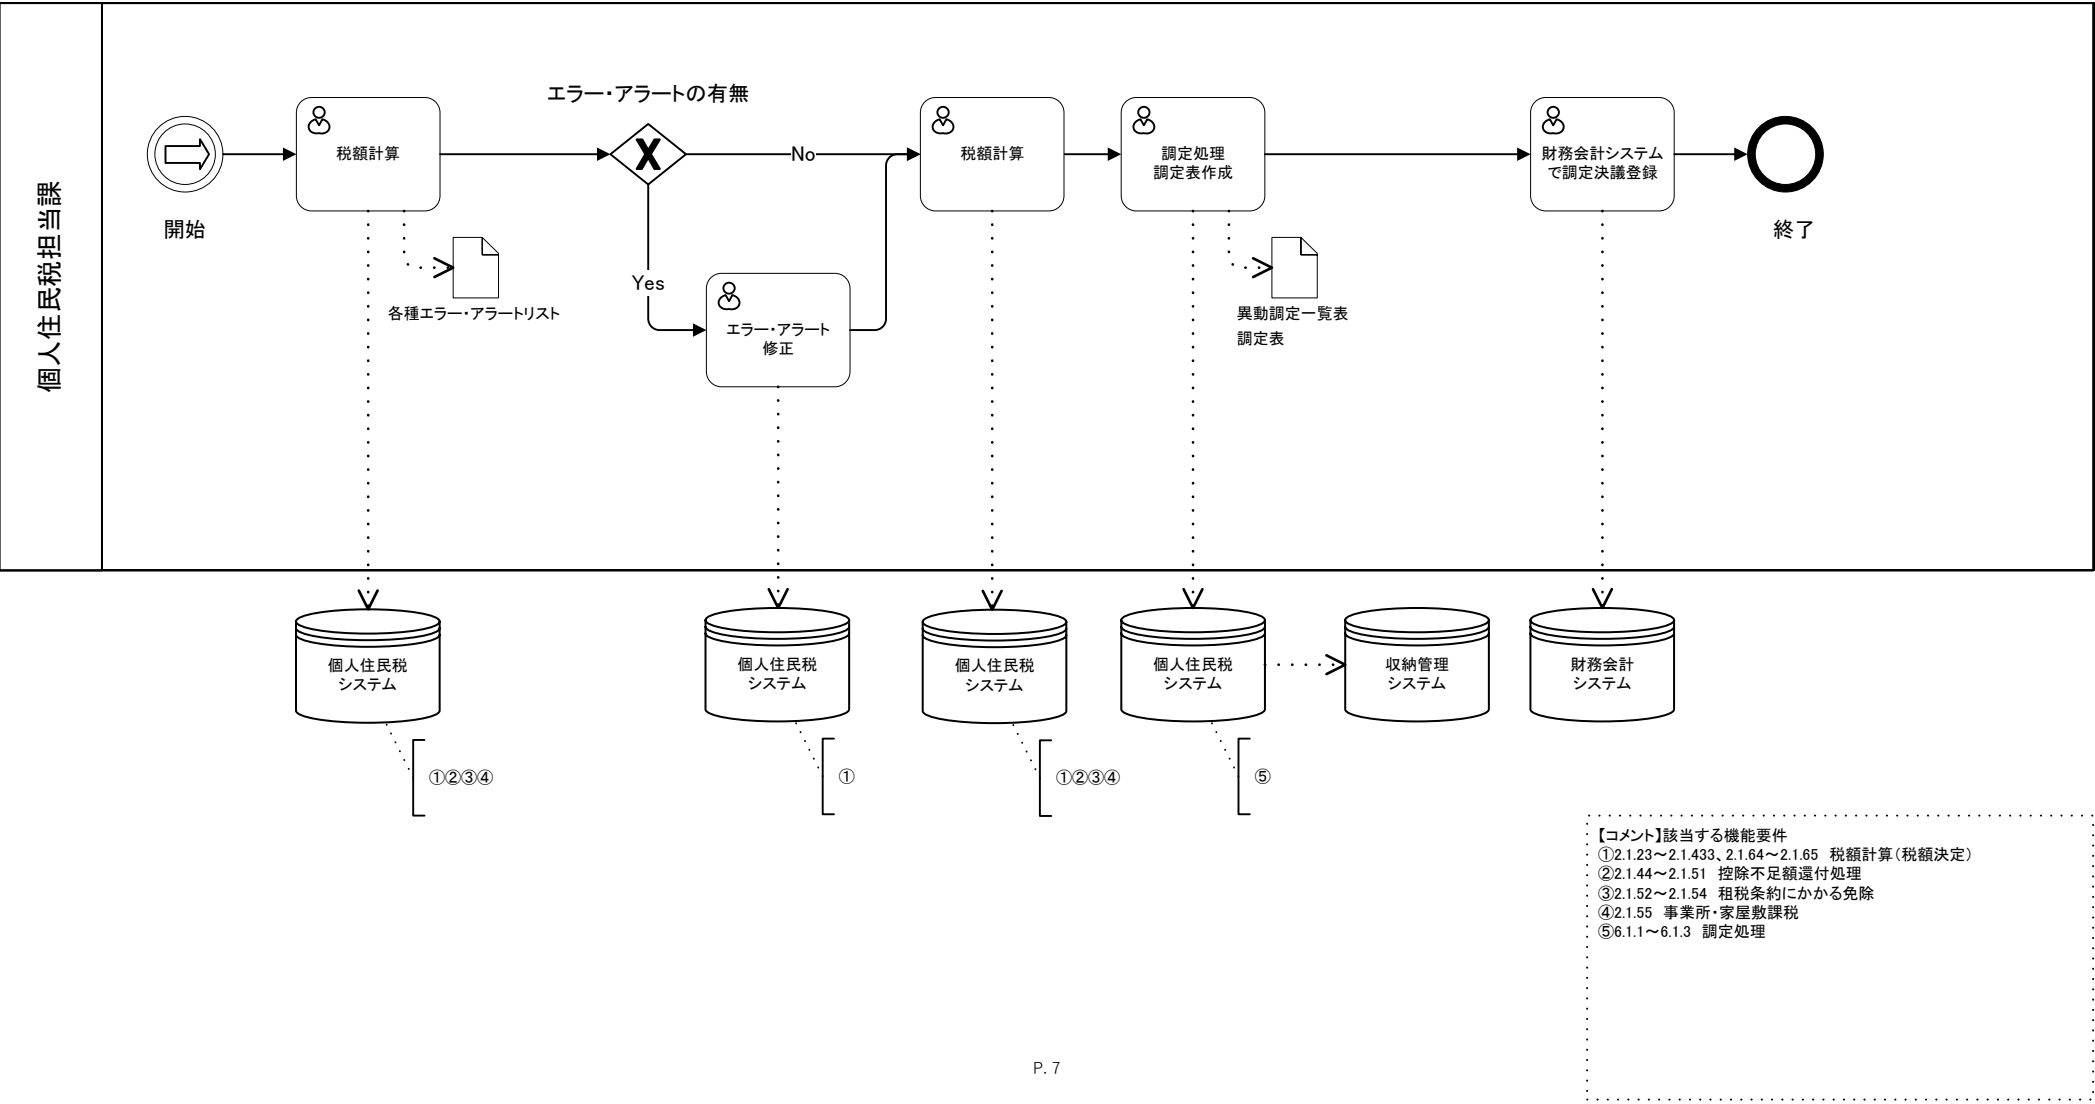 個人住民税担当課
開始
税額計算
各種エラー・アラートリスト
エラー・アラートの有無
X
No
Yes
エラー・アラート
修正
税額計算
調定処理
調定表作成
異動調定一覧表
調定表
財務会計システム
で調定決議登録
終了
個人住民税
システム
①②③④
個人住民税
システム
①
個人住民税
システム
①②③④
個人住民税
システム
⑤
収納管理
システム
財務会計
システム
【コメント】該当する機能要件
①2.1.23～2.1.433、2.1.64～2.1.65 税額計算（税額決定）
②2.1.44～2.1.51 控除不足額還付処理
③2.1.52～2.1.54 租税条約にかかる免除
④2.1.55 事業所・家屋敷課税
⑤6.1.1～6.1.3 調定処理
P. 7